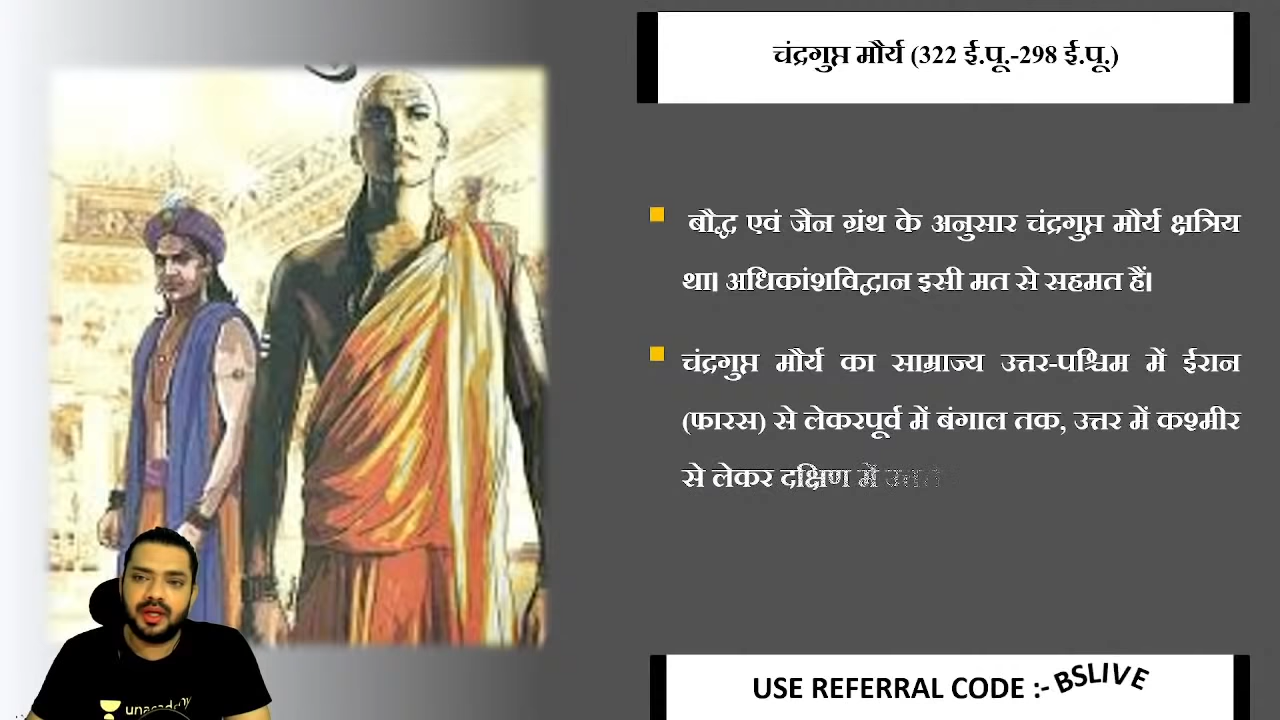 चंद्रगुप्त मौर्य (322 ई.पू.-298 ई.पू.)
बौद्ध एवं जैन ग्रंथ के अनुसार चंद्रगुप्त मौर्य क्षत्रिय
था। अधिकांशविद्वान इसी मत से सहमत हैं।
चंद्रगुप्त मौर्य का साम्राज्य उत्तर-पश्चिम में ईरान
(फारस) से लेकरपूर्व में बंगाल तक, उत्तर में कश्मीर
से लेकर दक्षिण में
unacademy
USE REFERRAL CODE :- BSLIVE